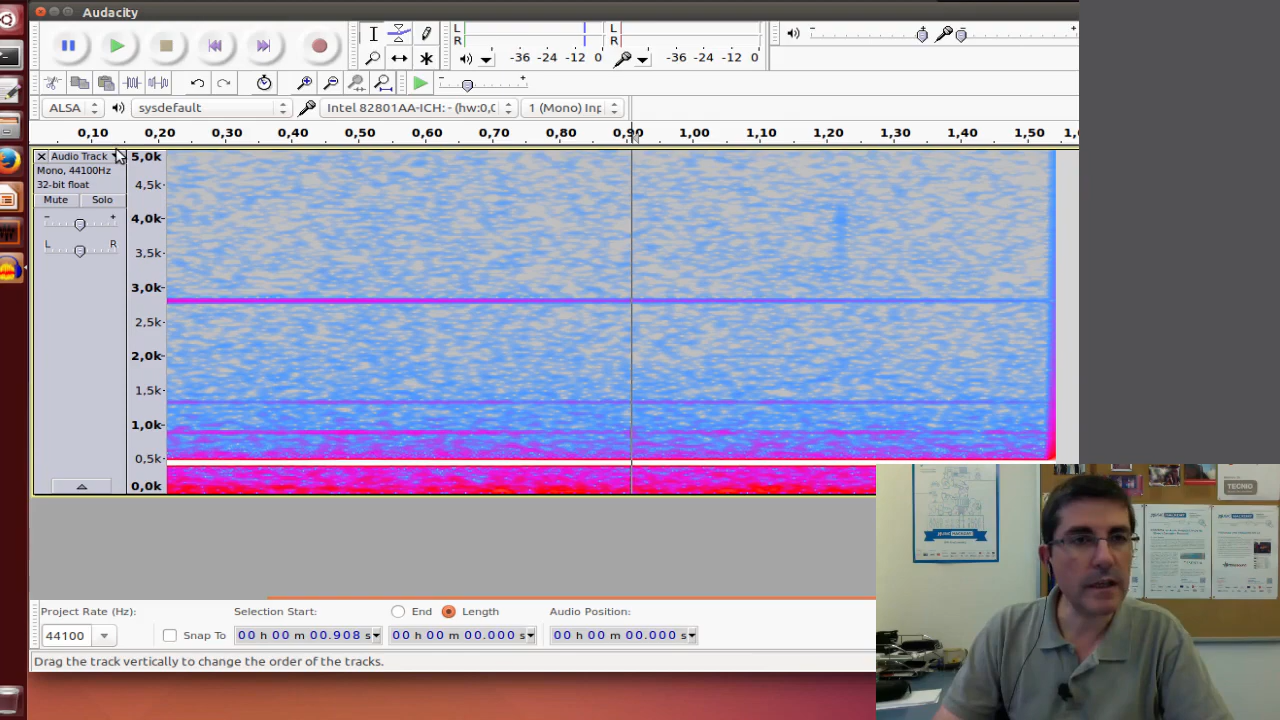 Audacity
L
R
L
R
-36 -24 -12 0
-36 -24 -12 0
- +
ALSA
sysdefault
Intel 82801AA-ICH: - (hw:0,0
1 (Mono) Inp
0,10 0,20 0,30 0,40 0,50 0,60 0,70 0,80 0,90 1,00 1,10 1,20 1,30 1,40 1,50
Audio Track
Mono, 44100Hz
32-bit float
Mute Solo
- +
L R
5,0k
4,5k
4,0k
3,5k
3,0k
2,5k
2,0k
1,5k
1,0k
0,5k
0,0k
TECNIO
Project Rate (Hz):
Selection Start:
End
Length
Audio Position:
44100
Snap To
00 h 00 m 00.908 s
00 h 00 m 00.000 s
00 h 00 m 00.000 s
Drag the track vertically to change the order of the tracks.